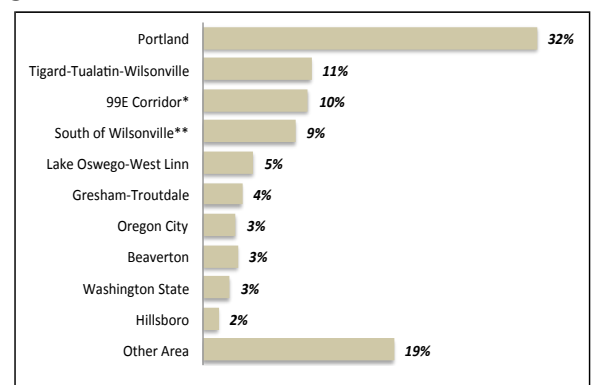 Portland 32%
Tigard-Tualatin-Wilsonville 11%
99E Corridor* 10%
South of Wilsonville** 9%
Lake Oswego-West Linn 5%
Gresham-Troutdale 4%
Oregon City 3%
Beaverton 3%
Washington State 3%
Hillsboro 2%
Other Area 19%